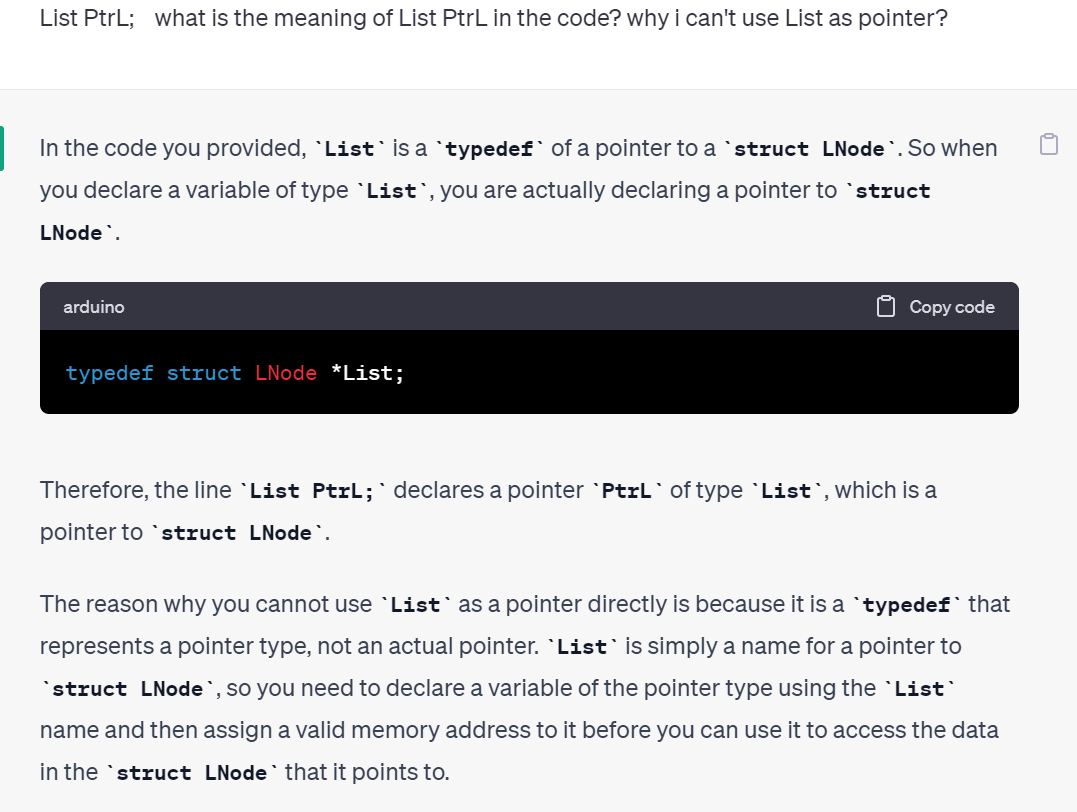 List PtrL;   what is the meaning of List PtrL in the code? why i can't use List as pointer?
In the code you provided, `List` is a `typedef` of a pointer to a `struct LNode`. So when
you declare a variable of type `List`, you are actually declaring a pointer to `struct
LNode`.
arduino
Copy code
typedef struct LNode *List;
Therefore, the line `List PtrL;` declares a pointer `PtrL` of type `List`, which is a
pointer to `struct LNode`.
The reason why you cannot use `List` as a pointer directly is because it is a `typedef` that
represents a pointer type, not an actual pointer. `List` is simply a name for a pointer to
`struct LNode`, so you need to declare a variable of the pointer type using the `List`
name and then assign a valid memory address to it before you can use it to access the data
in the `struct LNode` that it points to.